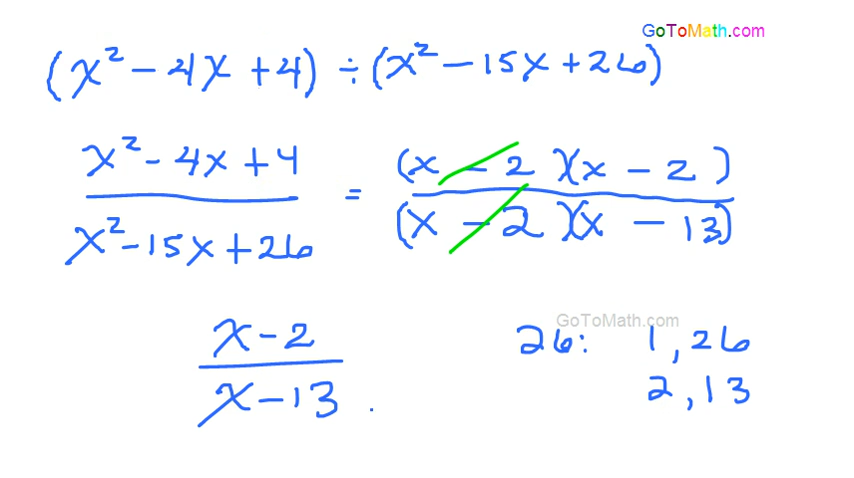 GoToMath.com
(x² - 4x + 4) ÷ (x² - 15x + 26)
x² - 4x + 4 = (x - 2)(x - 2)
x² - 15x + 26 (x - 2)(x - 13)
GoToMath.com
x - 2 26: 1, 26
x - 13. 2, 13